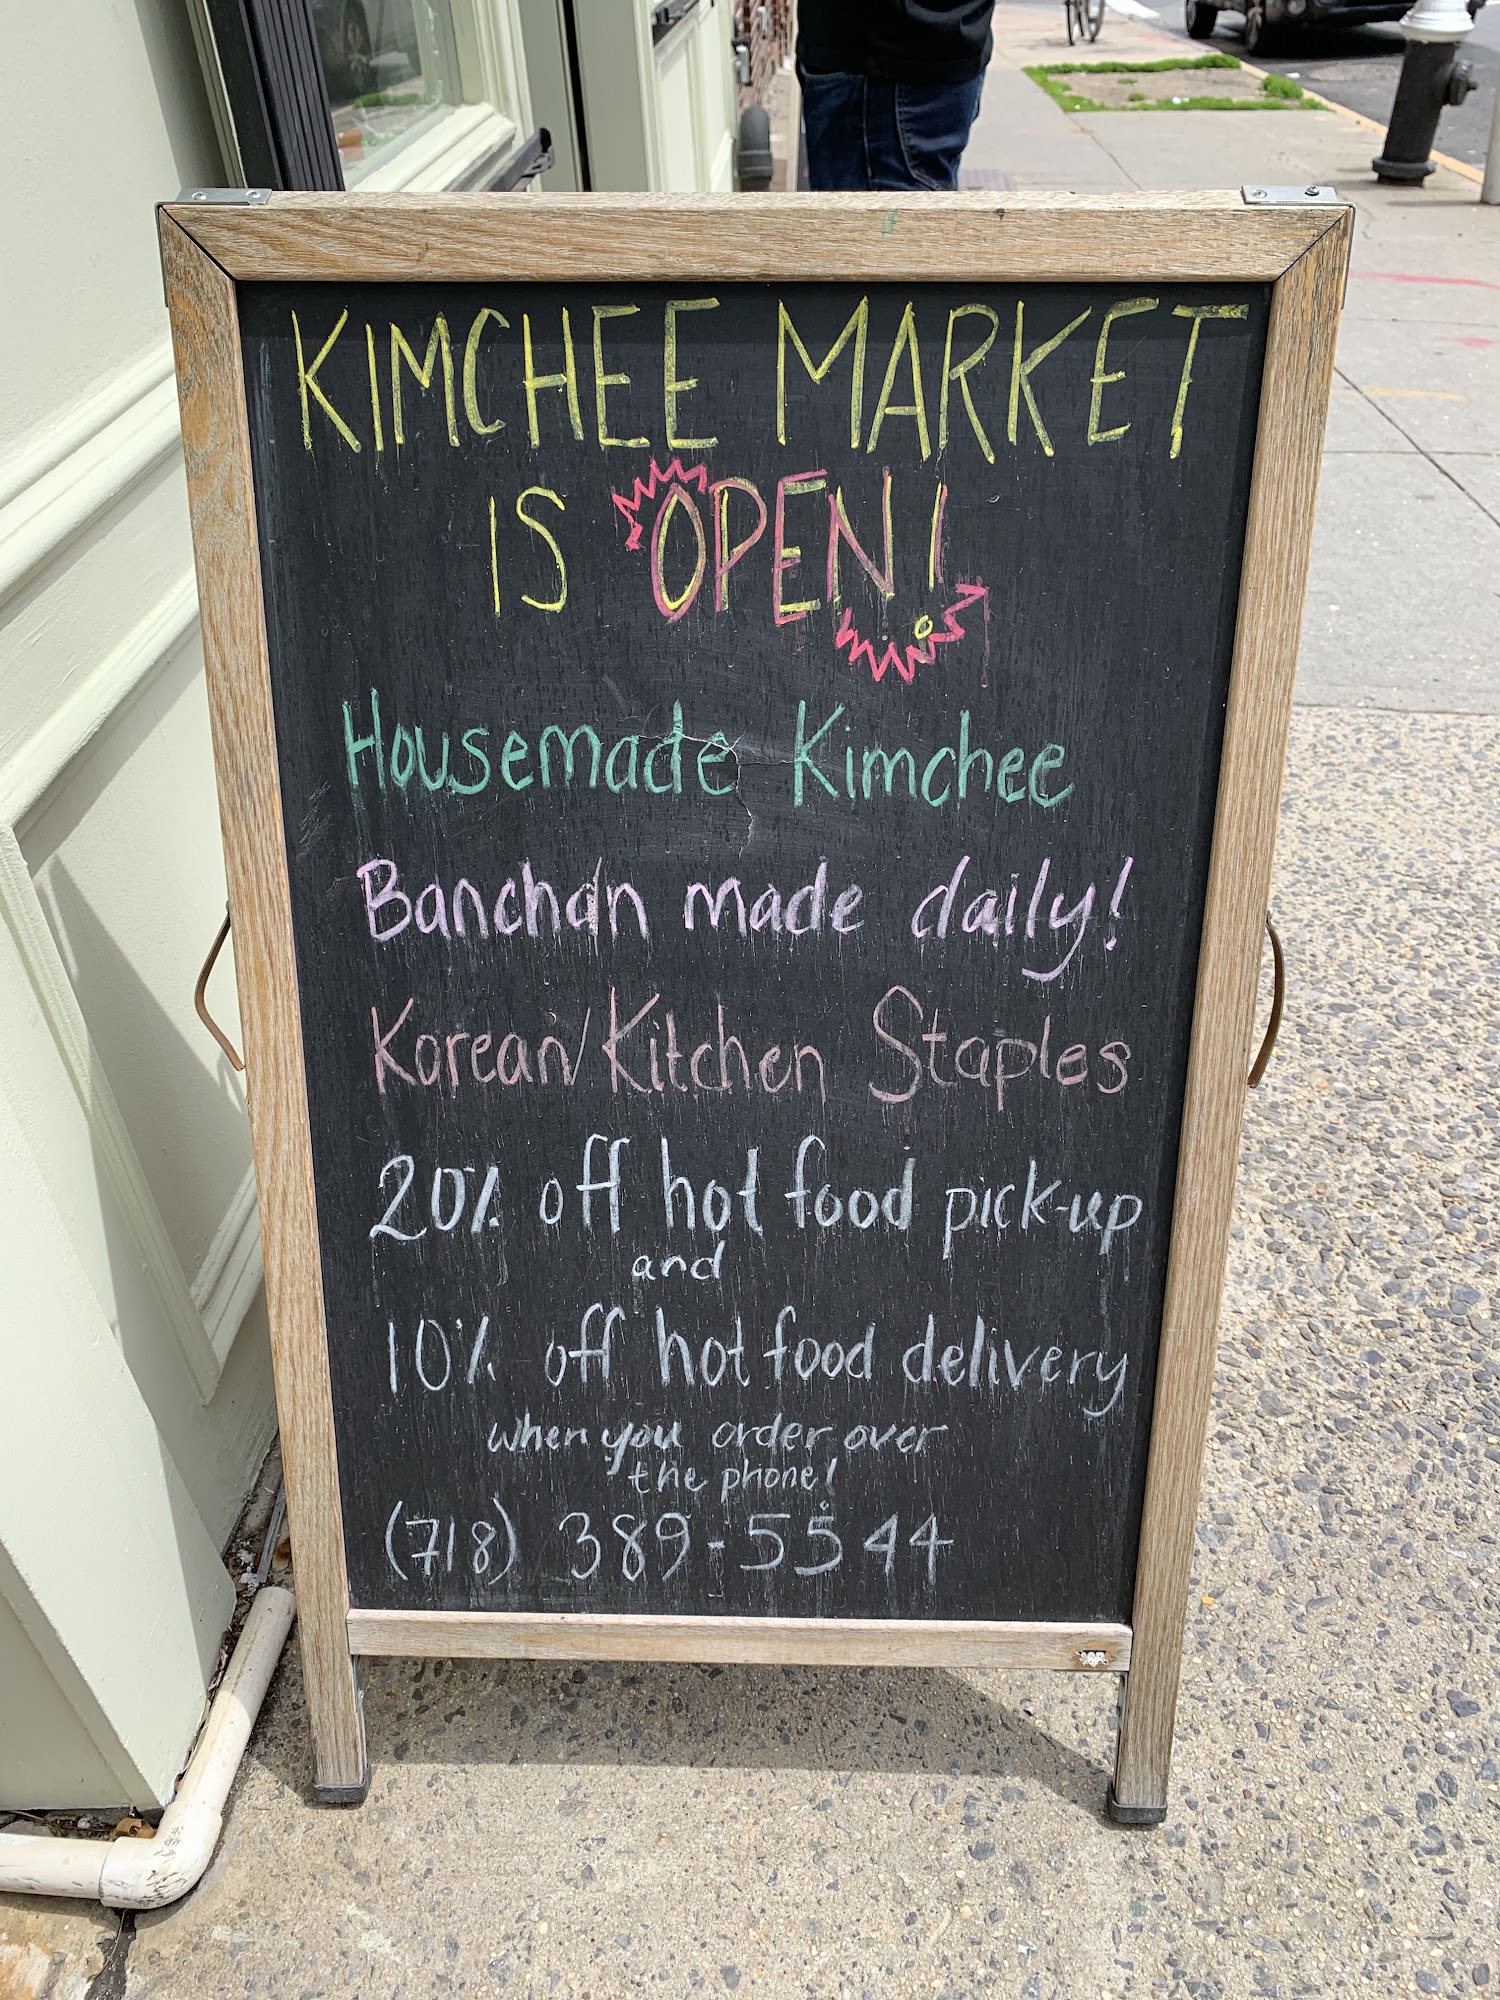 KIMCHEE MARKET
IS OPEN!
Housemade Kimchee
Banchan made daily!
Korean/Kitchen Staples
20% off hot food pick-up
and
10% off hot food delivery
when you order over
the phone!
(718) 389-5544